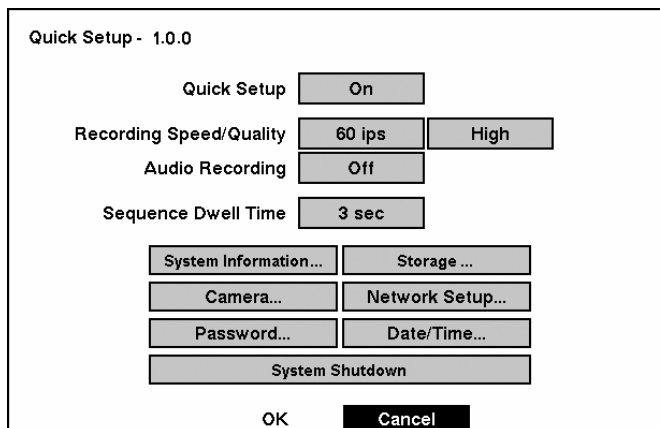 Quick Setup - 1.0.0
Quick Setup On
Recording Speed/Quality 60 ips High
Audio Recording Off
Sequence Dwell Time 3 sec
System Information... Storage ...
Camera... Network Setup...
Password... Date/Time...
System Shutdown
OK Cancel